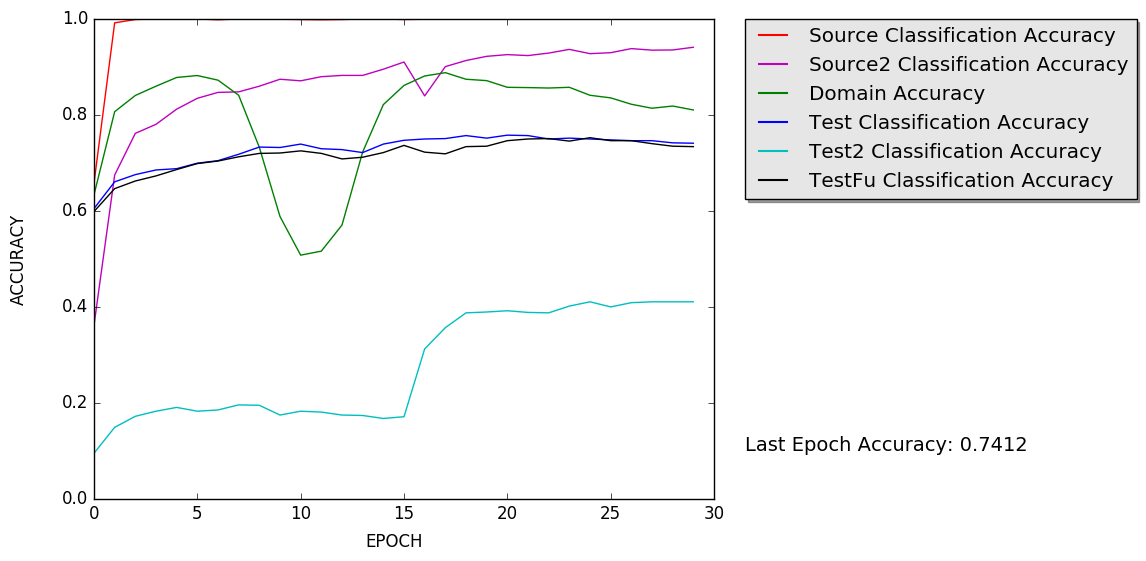 1.0
0.8
0.6
0.4
0.2
0.0
ACCURACY
0 5 10 15 20 25 30
EPOCH
Source Classification Accuracy
Source2 Classification Accuracy
Domain Accuracy
Test Classification Accuracy
Test2 Classification Accuracy
TestFu Classification Accuracy
Last Epoch Accuracy: 0.7412